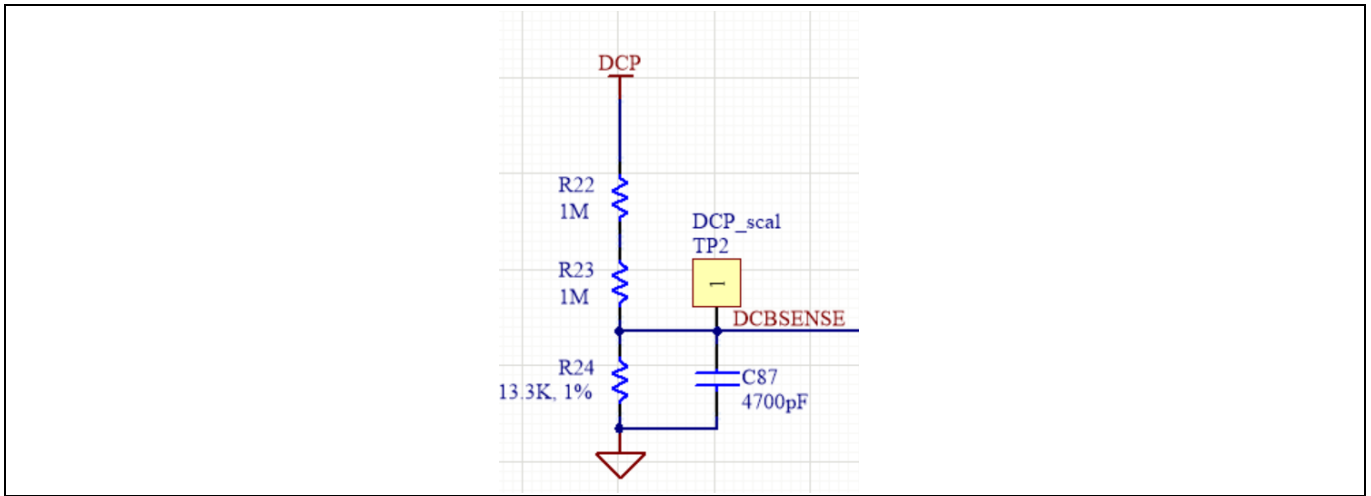 DCP
R22
1M
DCP_scal
TP2
R23
1M
1
DCBSENSE
R24
13.3K, 1%
C87
4700pF